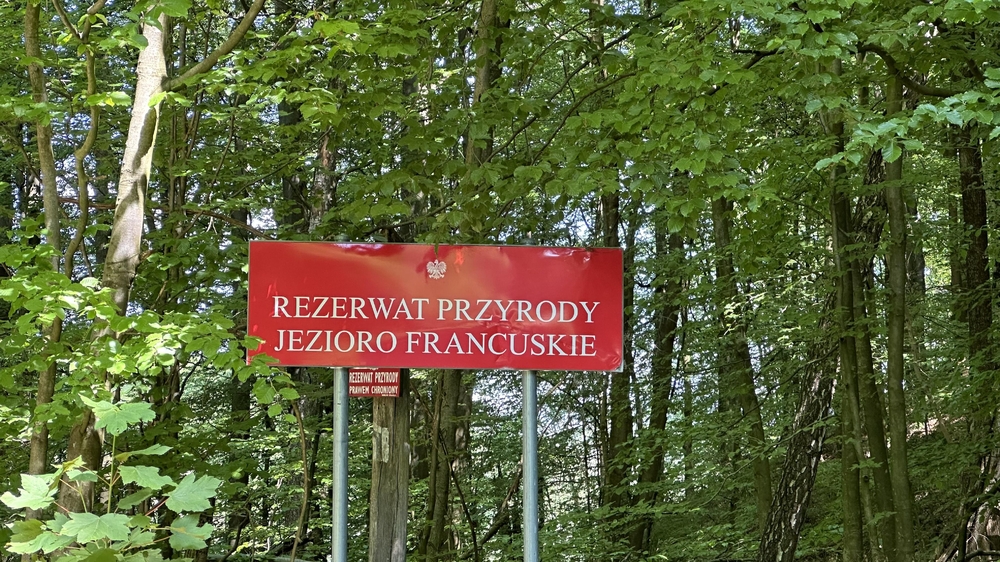 REZERWAT PRZYRODY
JEZIORO FRANCUSKIE
REZERWAT PRZYRODY
PRAWEM CHRONIONY